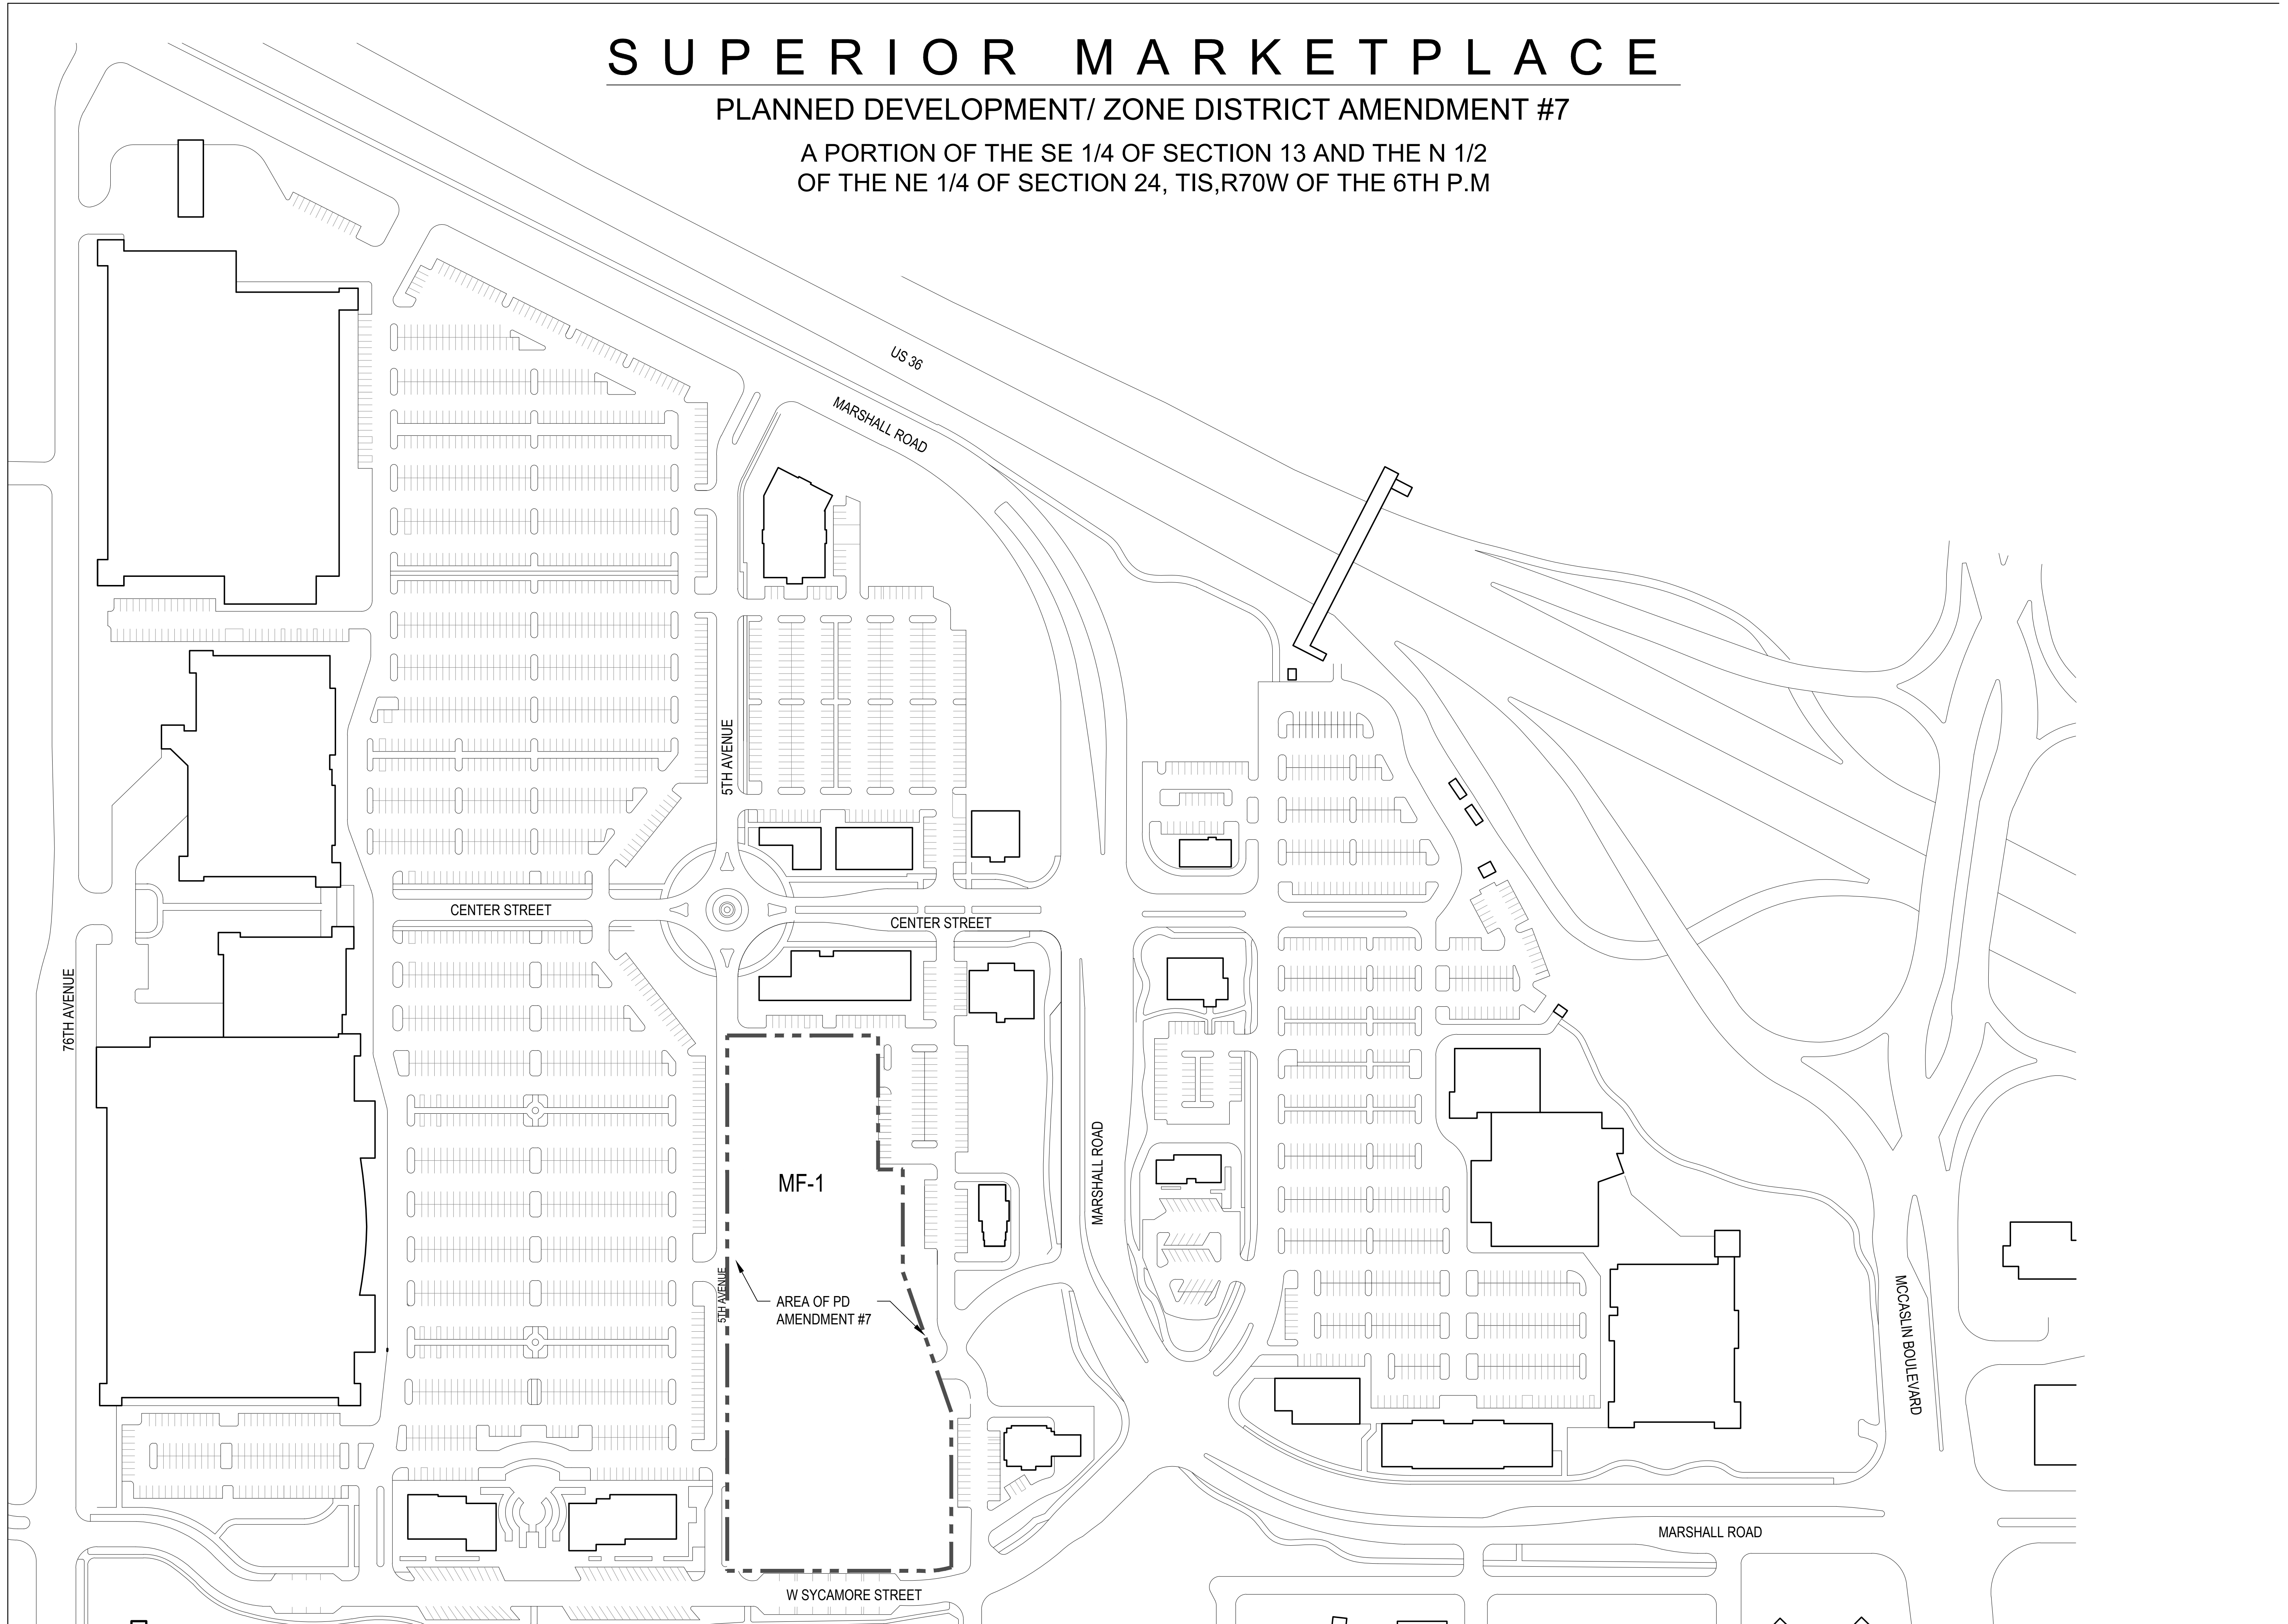 SUPERIOR MARKETPLACE
PLANNED DEVELOPMENT/ ZONE DISTRICT AMENDMENT #7
A PORTION OF THE SE 1/4 OF SECTION 13 AND THE N 1/2
OF THE NE 1/4 OF SECTION 24, TIS,R70W OF THE 6TH P.M
US 36
MARSHALL ROAD
5TH AVENUE
CENTER STREET
CENTER STREET
76TH AVENUE
MARSHALL ROAD
MF-1
5TH AVENUE
AREA OF PD
AMENDMENT #7
MCCASLIN BOULEVARD
MARSHALL ROAD
W SYCAMORE STREET